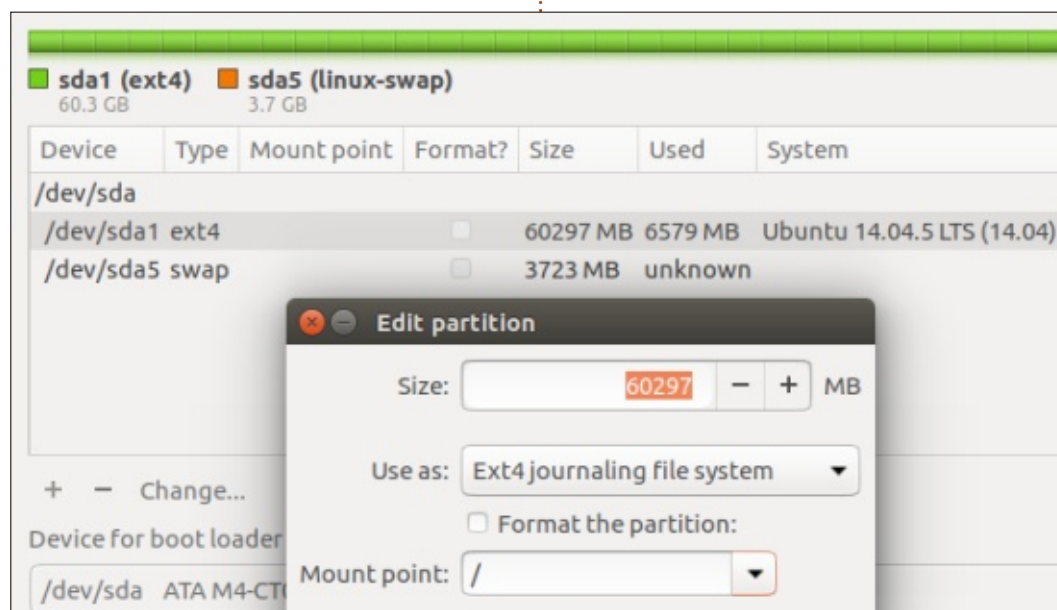 sda1 (ext4) sda5 (linux-swap)
60.3 GB 3.7 GB
Device Type Mount point Format? Size Used System
/dev/sda
/dev/sda1 ext4 60297 MB 6579 MB Ubuntu 14.04.5 LTS (14.04)
/dev/sda5 swap 3723 MB unknown
Edit partition
Size: 60297 − + MB
Use as: Ext4 journaling file system
+ − Change...
Format the partition:
Device for boot loader
Mount point: /
/dev/sda ATA M4-CT